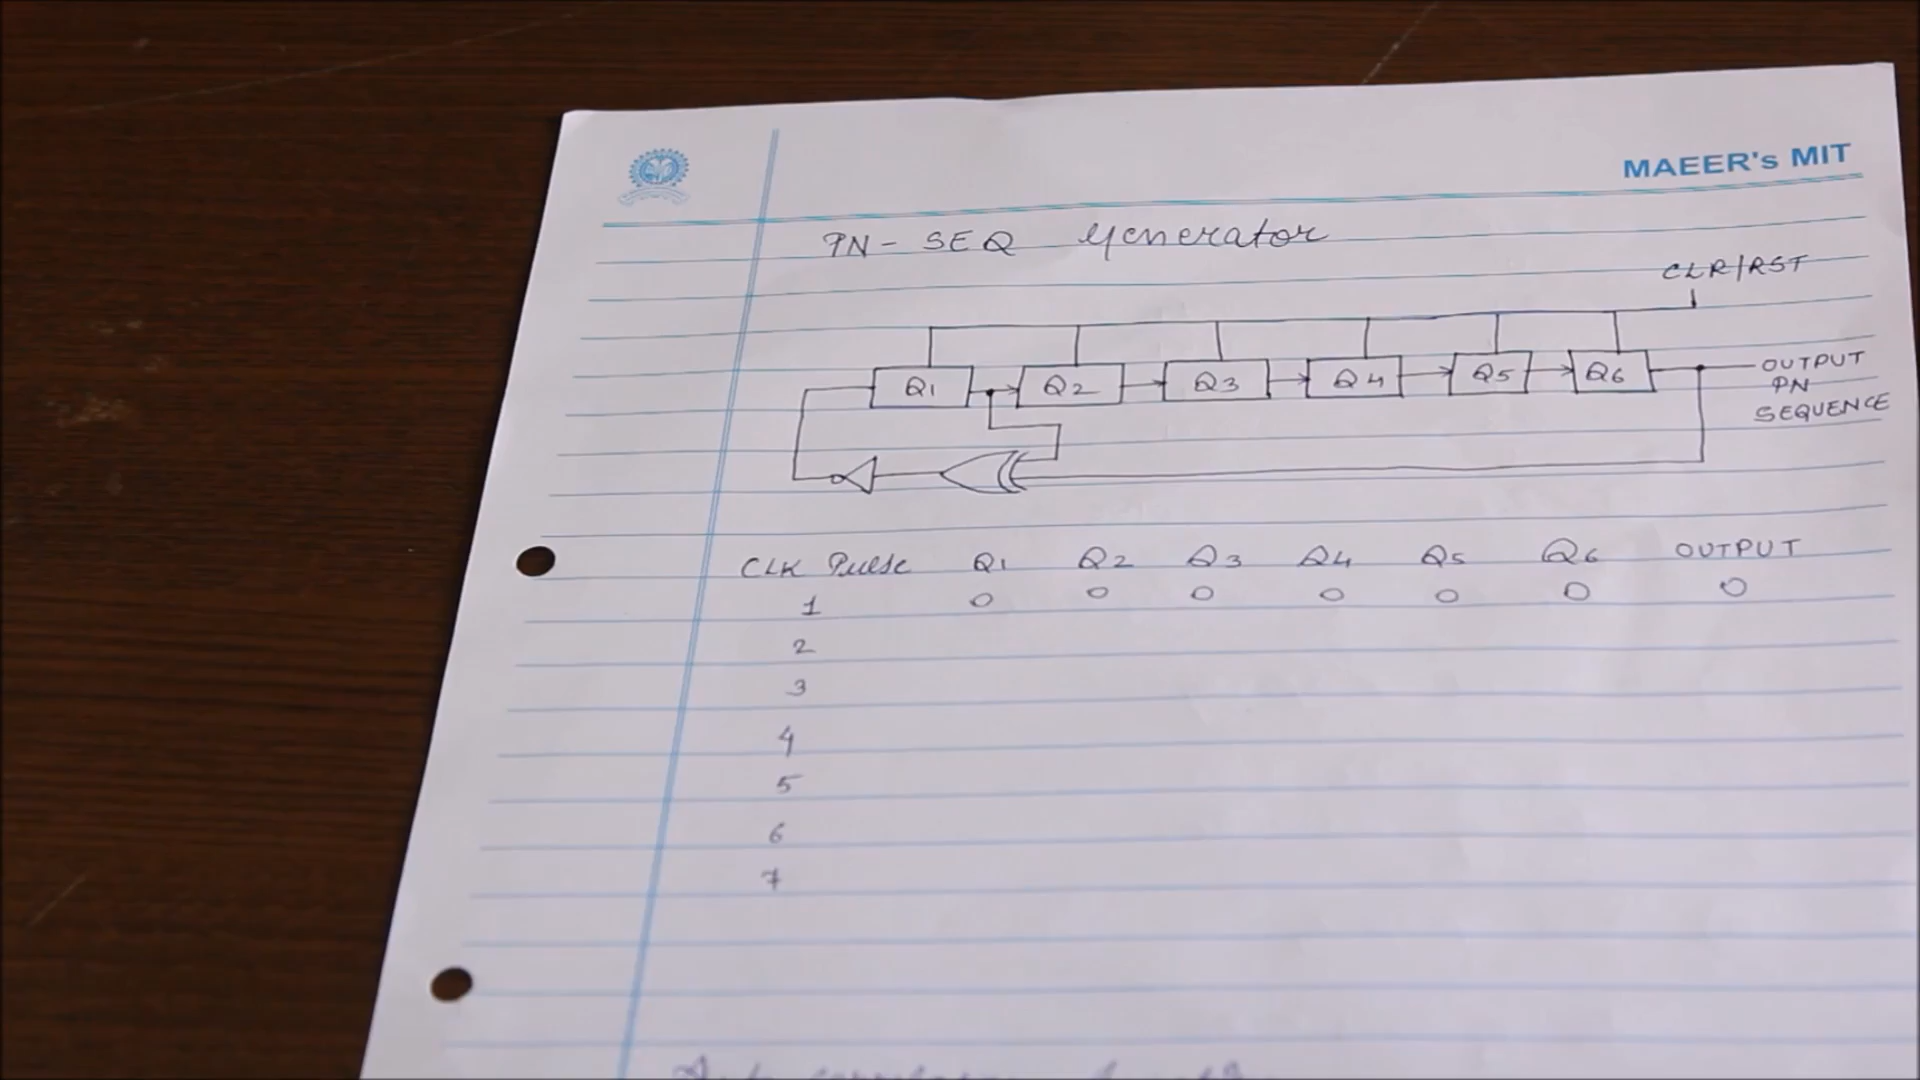 MAEER's MIT
PN - SEQ Generator
CLR/RST
Q1 Q2 Q3 Q4 Q5 Q6 OUTPUT
PN
SEQUENCE
CLK Pulse Q1 Q2 Q3 Q4 Q5 Q6 OUTPUT
1 0 0 0 0 0 0 0
2
3
4
5
6
7